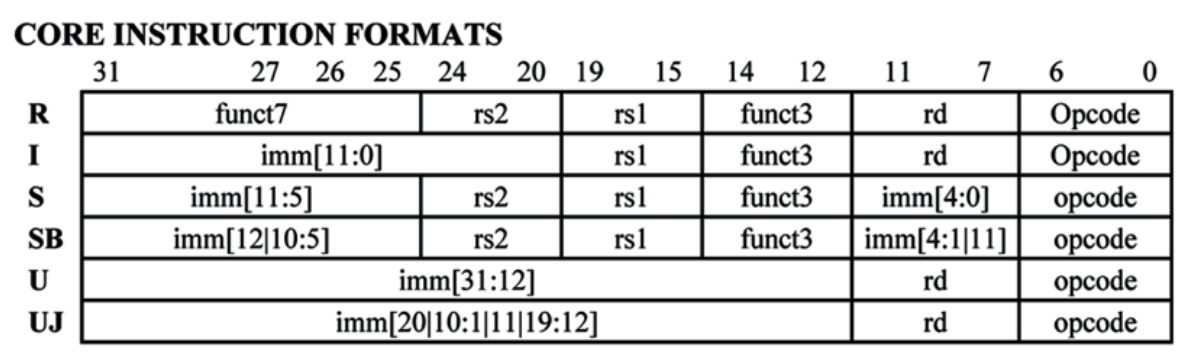 CORE INSTRUCTION FORMATS
31 27 26 25 24 20 19 15 14 12 11 7 6 0
R funct7 rs2 rs1 funct3 rd Opcode
I imm[11:0] rs1 funct3 rd Opcode
S imm[11:5] rs2 rs1 funct3 imm[4:0] opcode
SB imm[12|10:5] rs2 rs1 funct3 imm[4:1|11] opcode
U imm[31:12] rd opcode
UJ imm[20|10:1|11|19:12] rd opcode